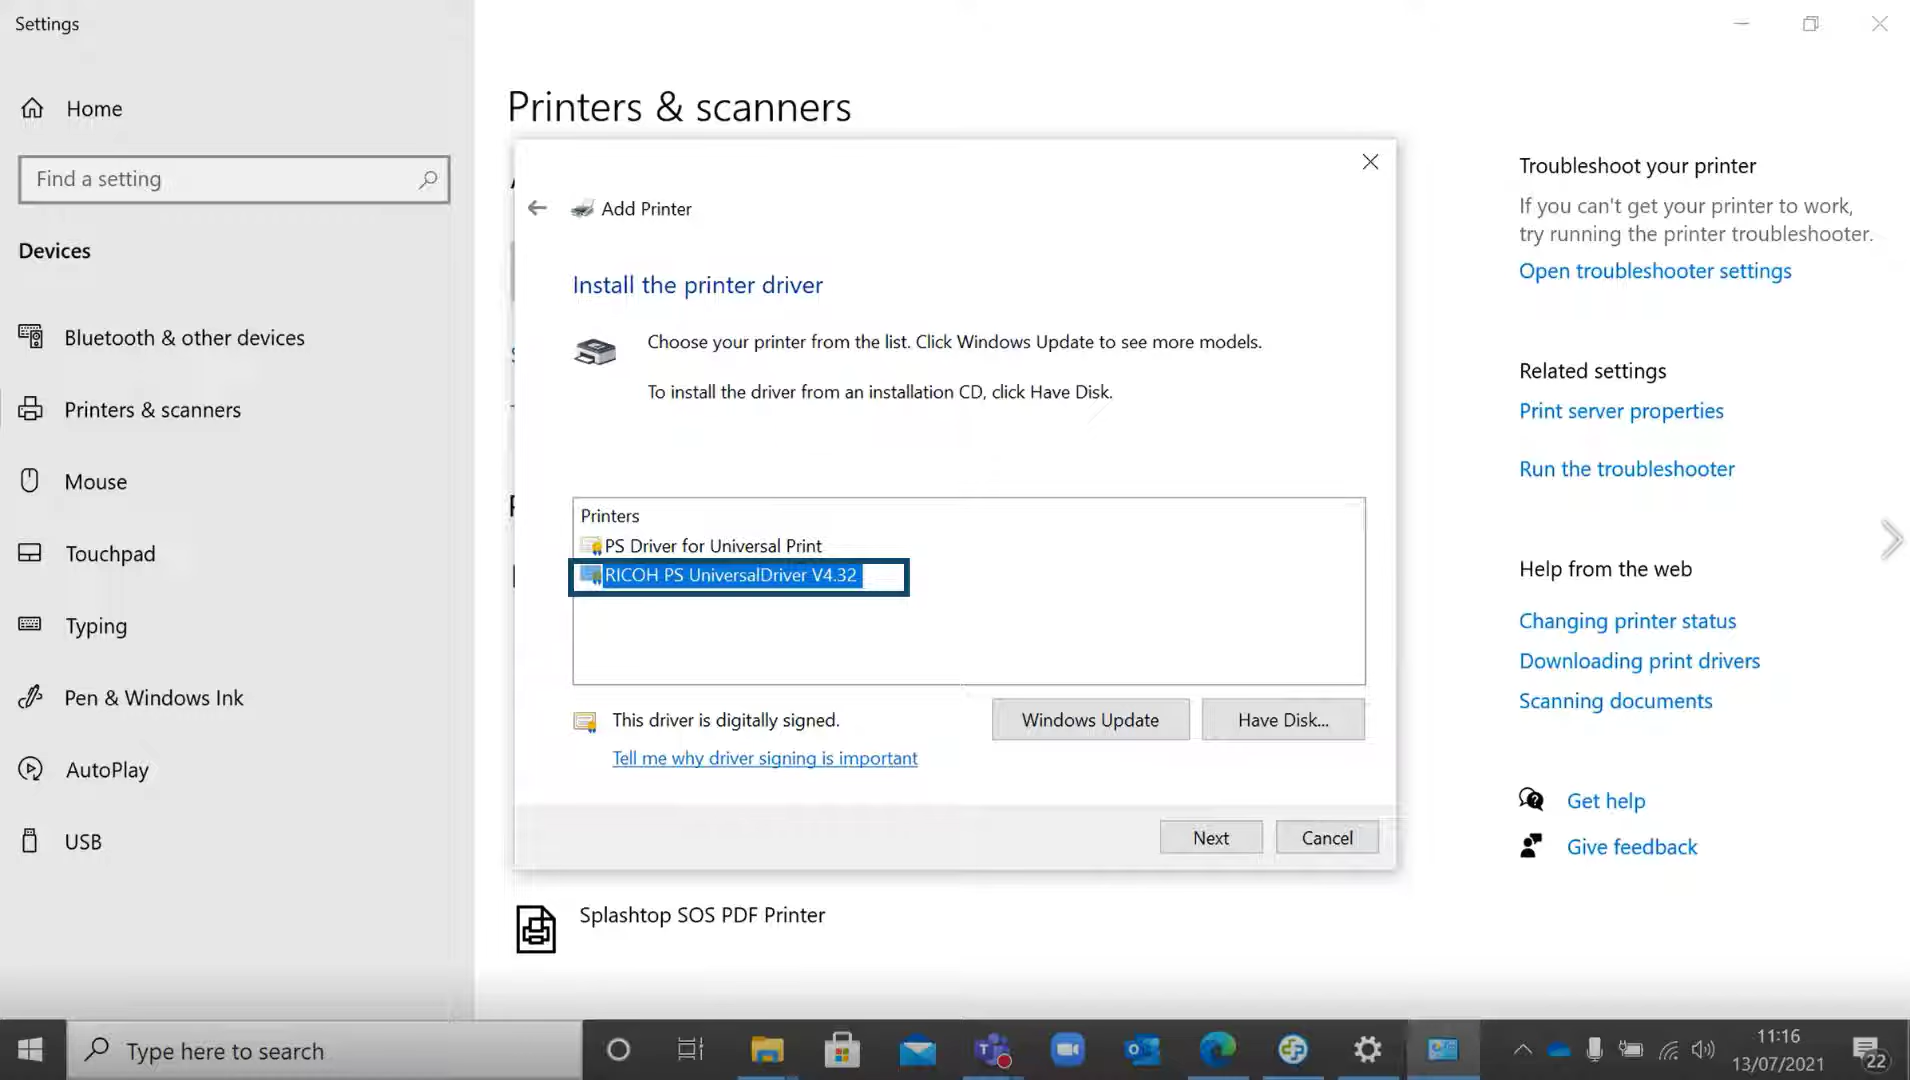 Settings
Home
Find a setting
Devices
Bluetooth & other devices
Printers & scanners
Mouse
Touchpad
Typing
Pen & Windows Ink
AutoPlay
USB
Printers & scanners
Add Printer
Install the printer driver
Choose your printer from the list. Click Windows Update to see more models.
To install the driver from an installation CD, click Have Disk.
Printers
PS Driver for Universal Print
RICOH PS UniversalDriver V4.32
This driver is digitally signed.
Tell me why driver signing is important
Windows Update
Have Disk...
Next
Cancel
Splashtop SOS PDF Printer
Troubleshoot your printer
If you can't get your printer to work,
try running the printer troubleshooter.
Open troubleshooter settings
Related settings
Print server properties
Run the troubleshooter
Help from the web
Changing printer status
Downloading print drivers
Scanning documents
Get help
Give feedback
Type here to search
11:16
13/07/2021
22